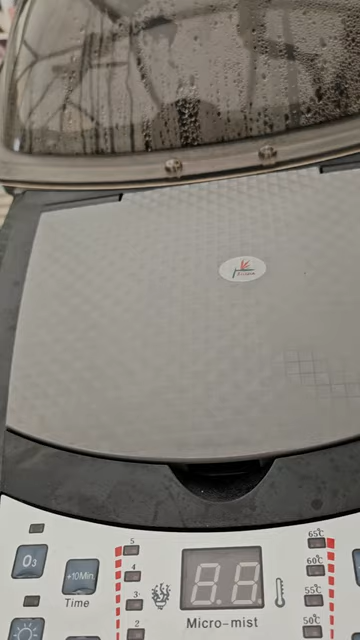 65℃
5
O3
+10Min.
60℃
4
8.8.
Time
55℃
3
Micro-mist
50℃
2